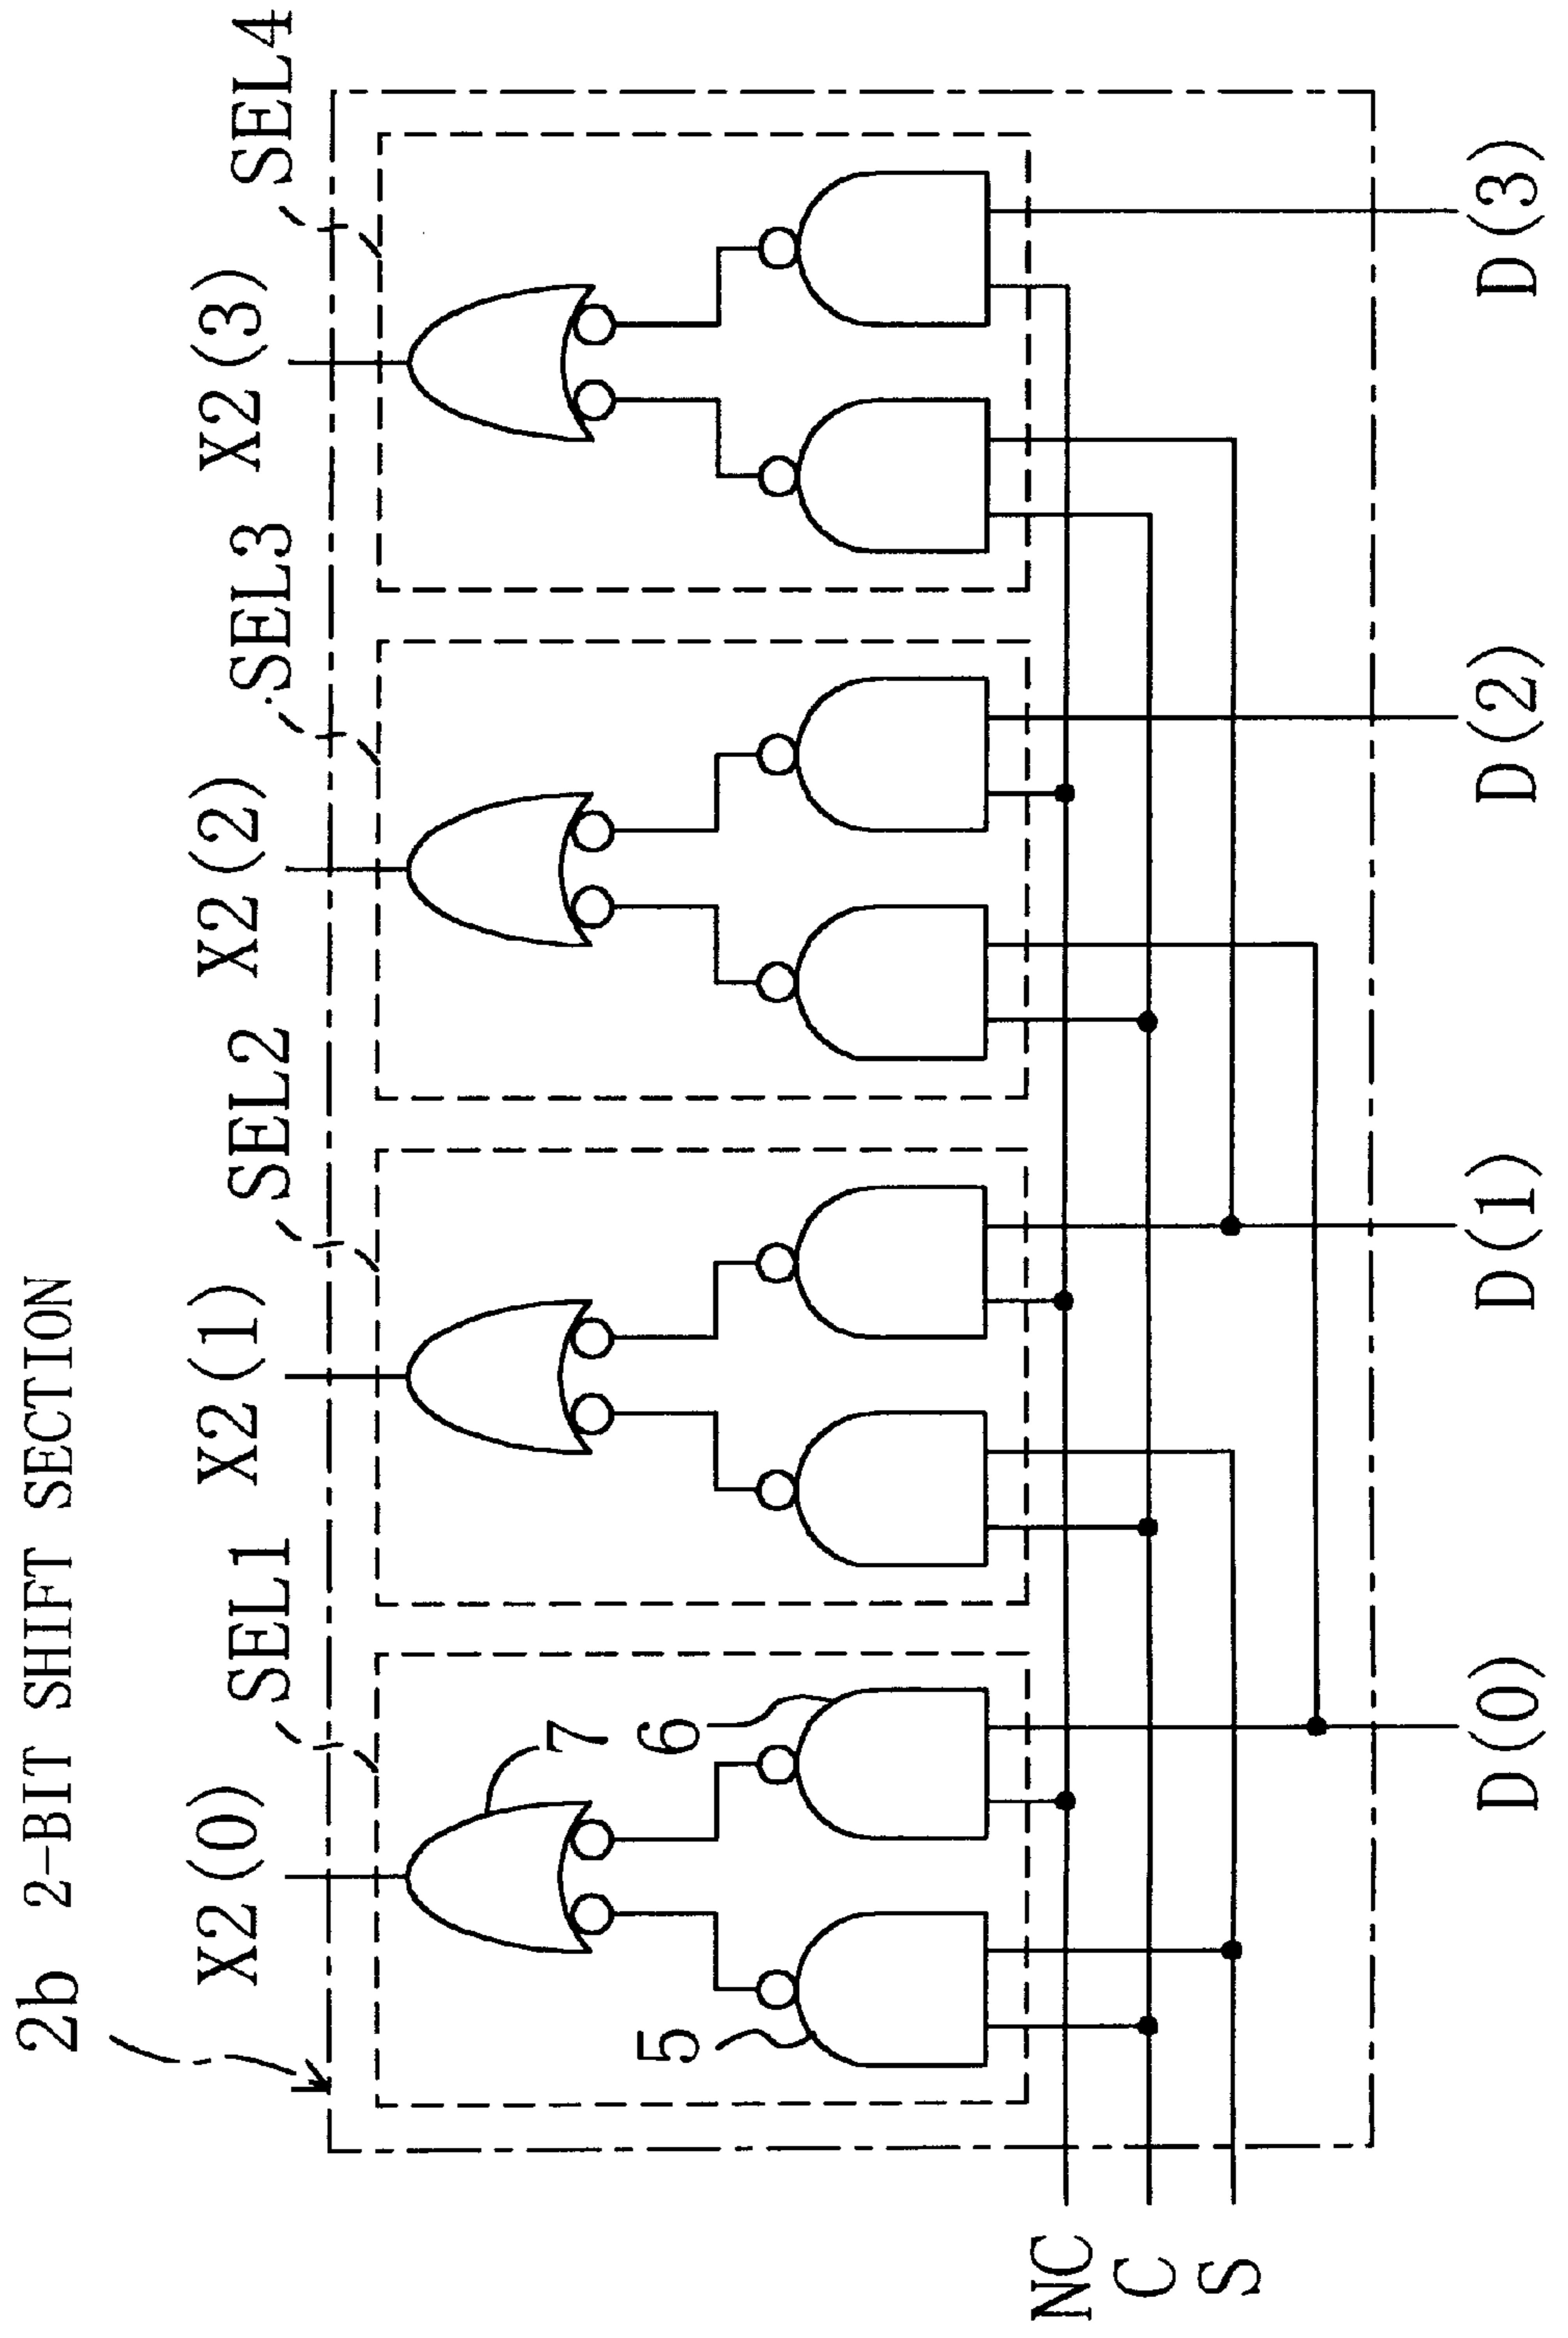 2b 2-BIT SHIFT SECTION
X2(0) SEL1 X2(1) SEL2 X2(2) SEL3 X2(3) SEL4
7
5 6
NC
C
S
D(0) D(1) D(2) D(3)